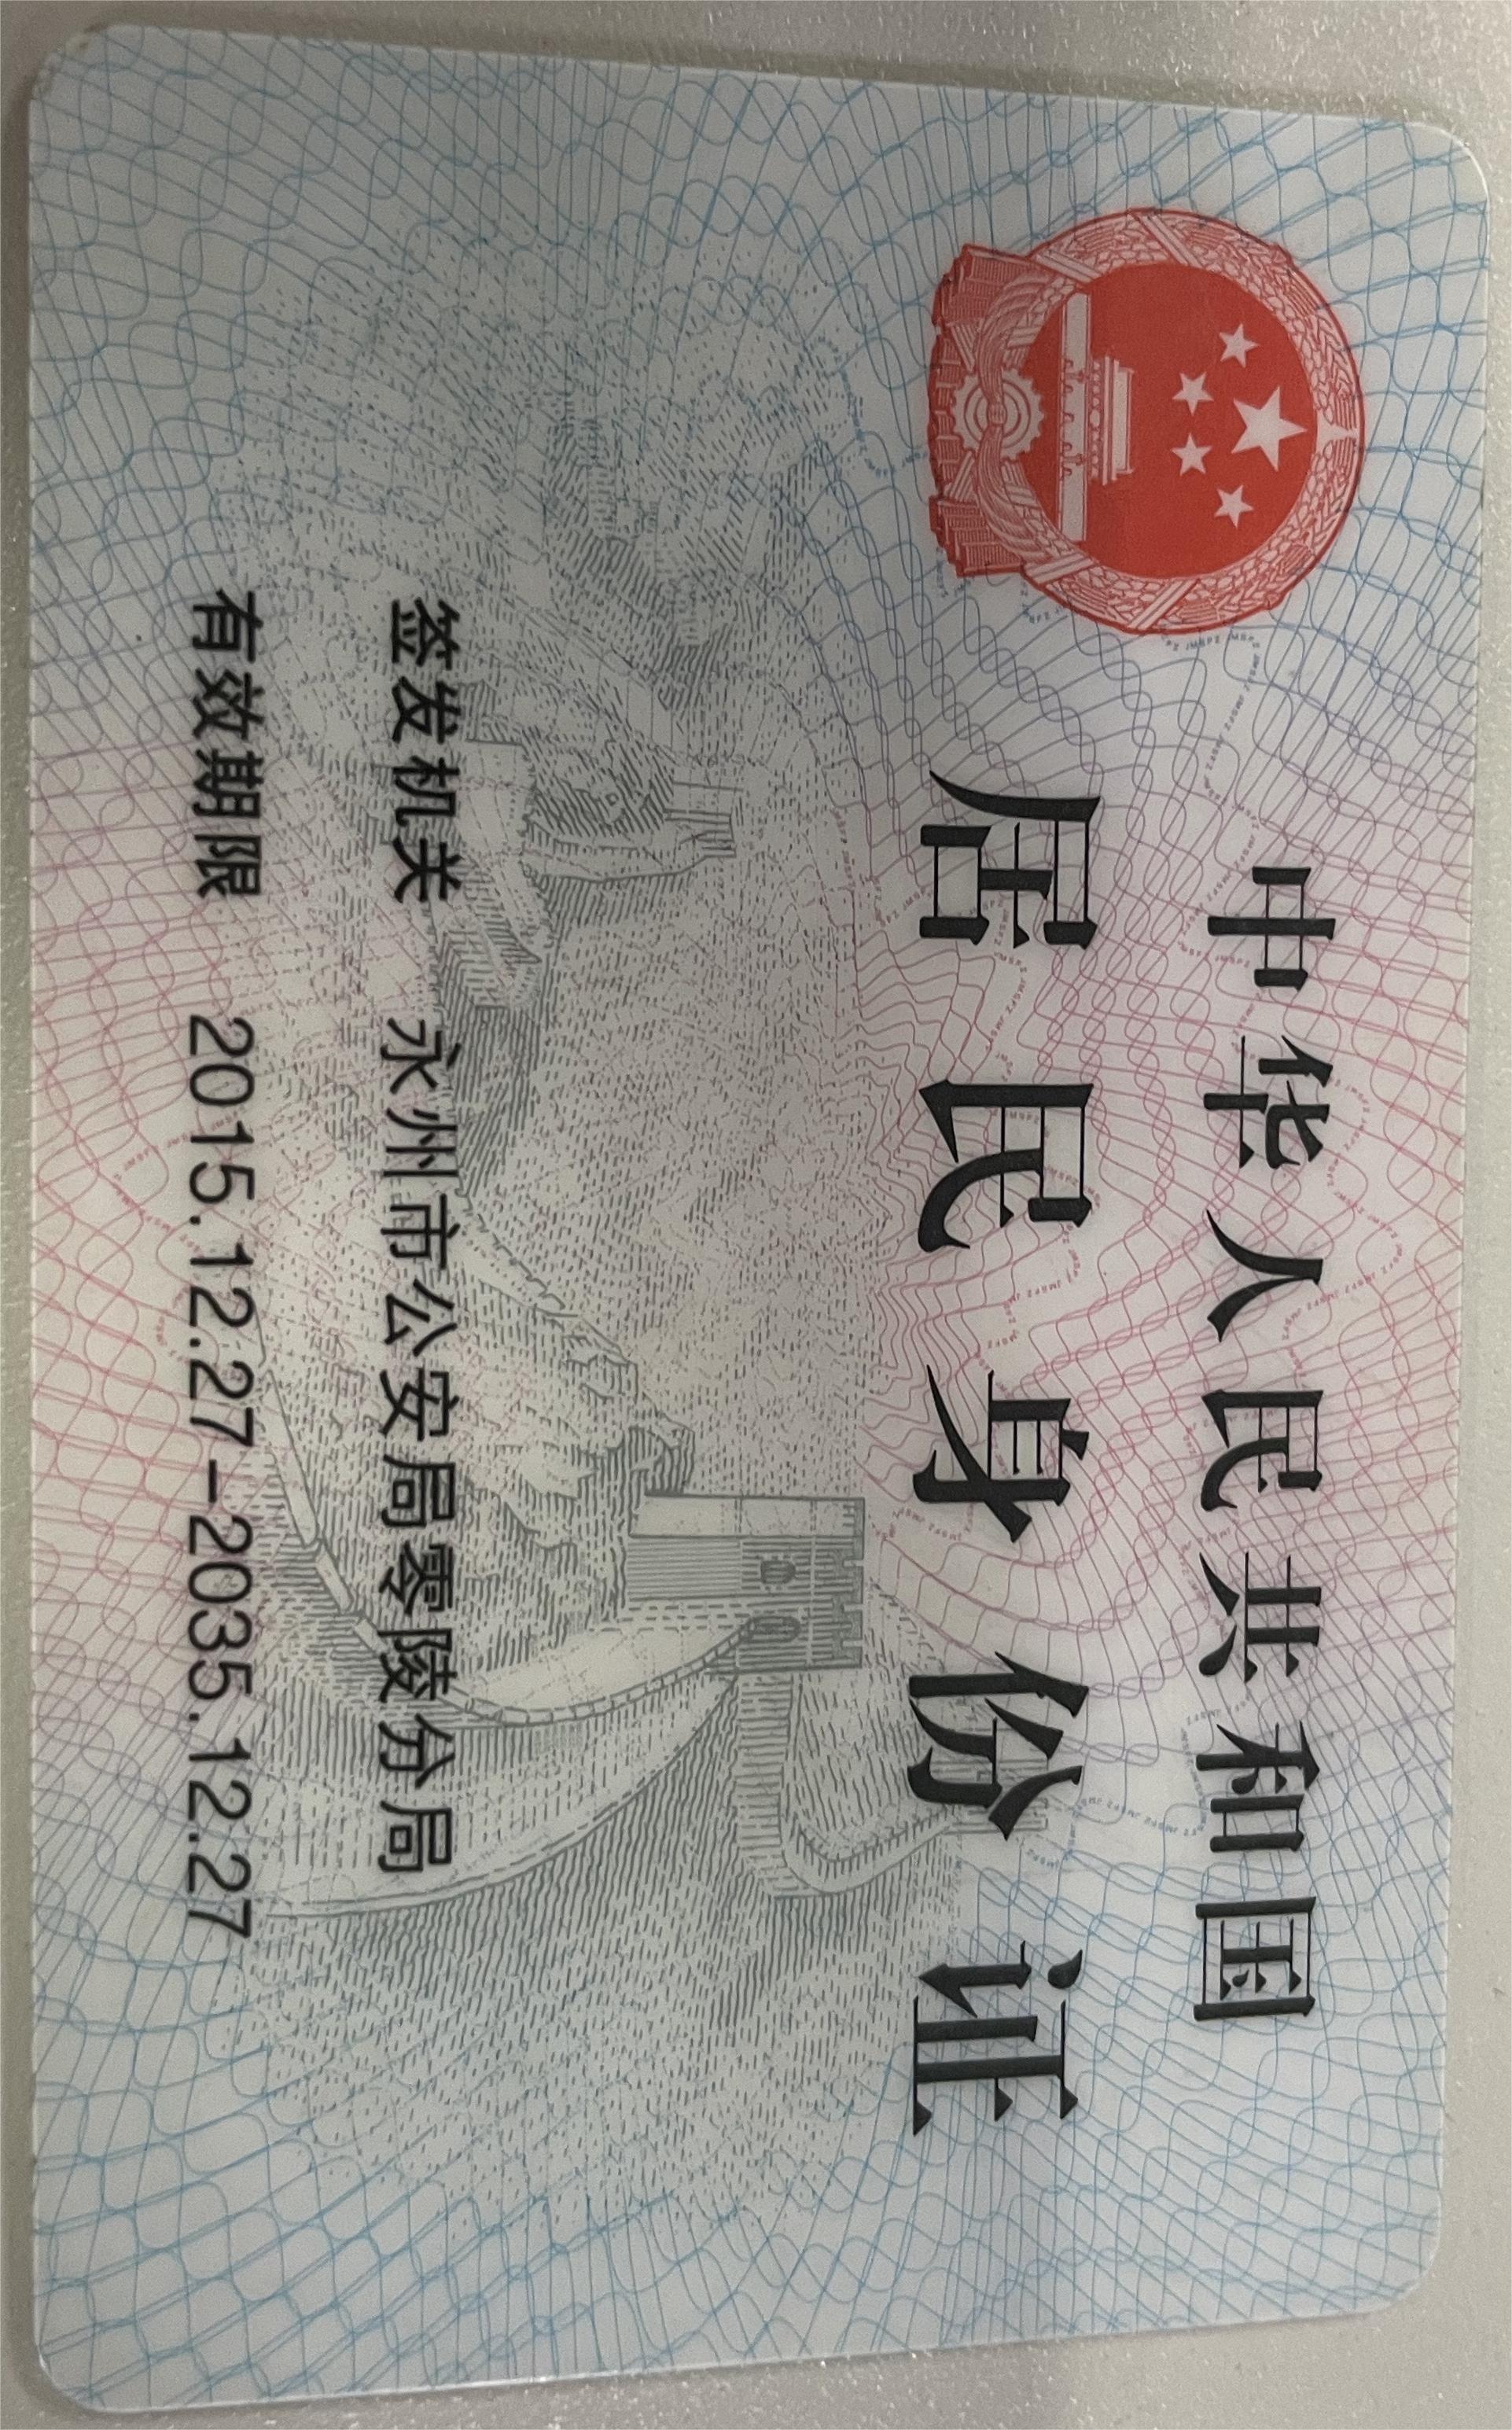 中华人民共和国
居民身份证
签发机关 永州市公安局零陵分局
有效期限 2015.12.27-2035.12.27